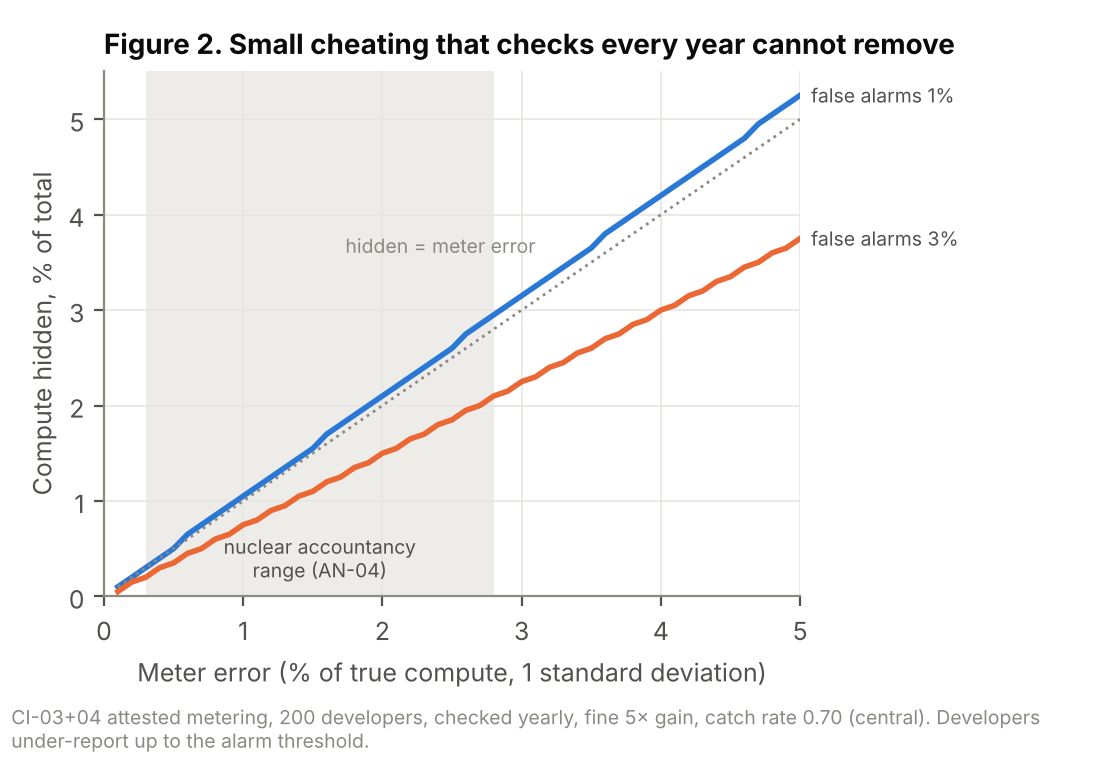 Figure 2. Small cheating that checks every year cannot remove
Compute hidden, % of total
5
4
3
2
1
0
false alarms 1%
hidden = meter error
false alarms 3%
nuclear accountancy
range (AN-04)
0 1 2 3 4 5
Meter error (% of true compute, 1 standard deviation)
CI-03+04 attested metering, 200 developers, checked yearly, fine 5× gain, catch rate 0.70 (central). Developers
under-report up to the alarm threshold.